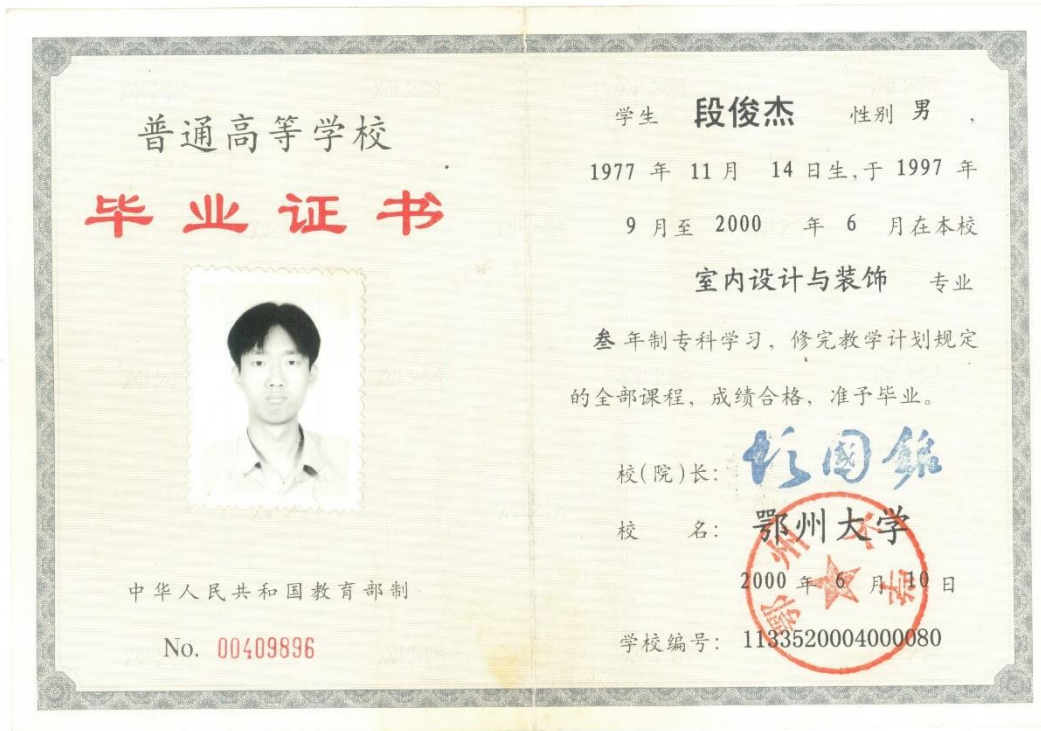 普通高等学校
毕业证书
中华人民共和国教育部制
No. 00409896
学生 段俊杰 性别 男 ,
1977 年 11 月 14 日生,于 1997 年
9 月至 2000 年 6 月在本校
室内设计与装饰 专业
叁 年制专科学习，修完教学计划规定
的全部课程，成绩合格，准予毕业。
校(院)长:
校 名: 鄂州大学
2000 年 6 月 10 日
学校编号: 1133520004000080
鄂州大学